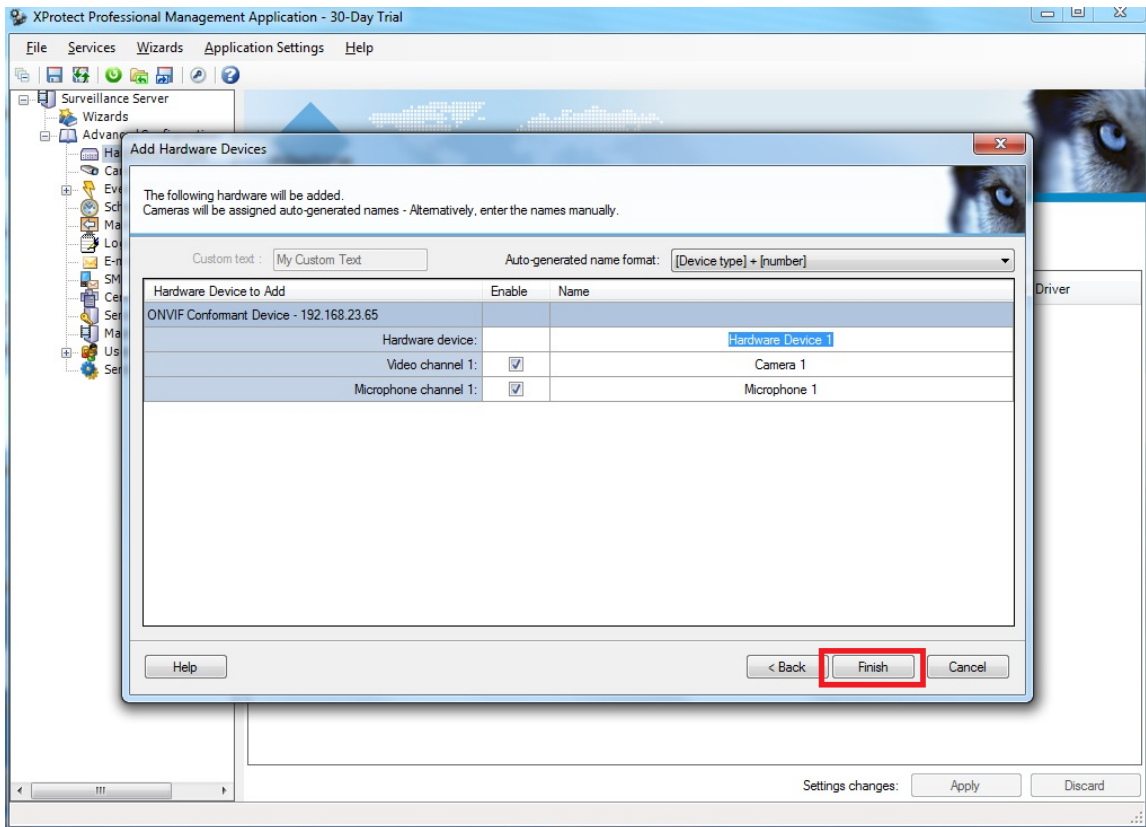 XProtect Professional Management Application - 30-Day Trial
File Services Wizards Application Settings Help
Surveillance Server
Wizards
Add Hardware Devices
The following hardware will be added.
Cameras will be assigned auto-generated names - Alternatively, enter the names manually.
Custom text : My Custom Text Auto-generated name format: [Device type] + [number]
Hardware Device to Add Enable Name
Driver
ONVIF Conformant Device - 192.168.23.65
Hardware device: Hardware Device 1
Video channel 1: Camera 1
Microphone channel 1: Microphone 1
Help < Back Finish Cancel
Settings changes: Apply Discard